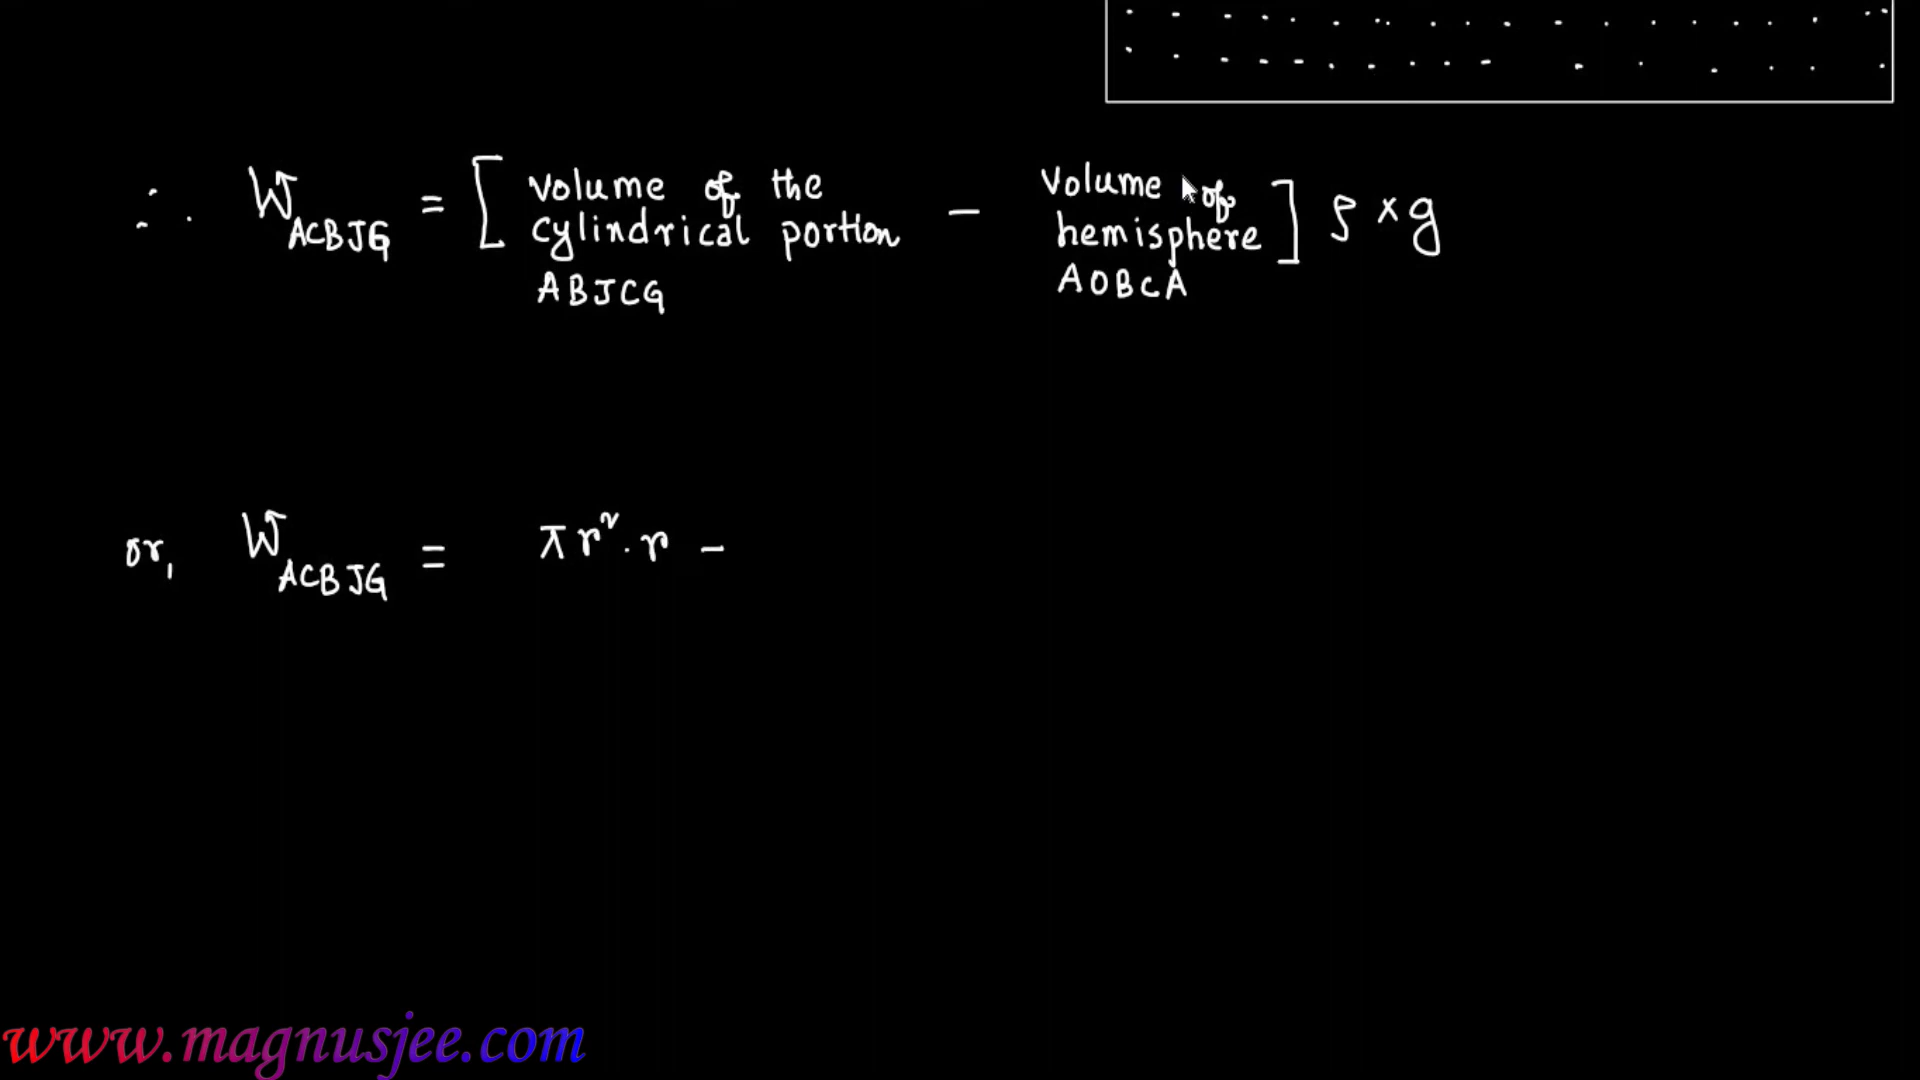 ∴ W_ACBJG = [ volume of the cylindrical portion ABJCG − Volume of hemisphere AOBCA ] ρ × g
or, W_ACBJG = πr². r −
www.magnusjee.com